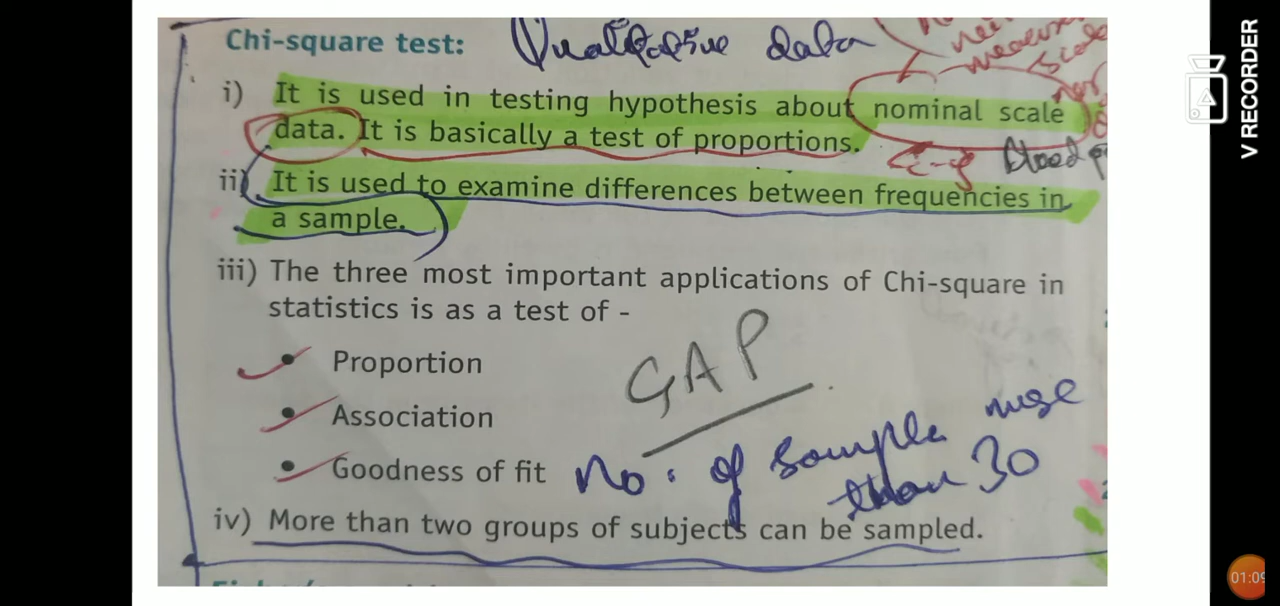 Chi-square test: Qualitative data
i) It is used in testing hypothesis about nominal scale
data. It is basically a test of proportions.
E-g Blood
ii) It is used to examine differences between frequencies in
a sample.
iii) The three most important applications of Chi-square in
statistics is as a test of -
• Proportion
• Association
• Goodness of fit
GAP
No. of sample more
than 30
iv) More than two groups of subjects can be sampled.
V RECORDER
01:09